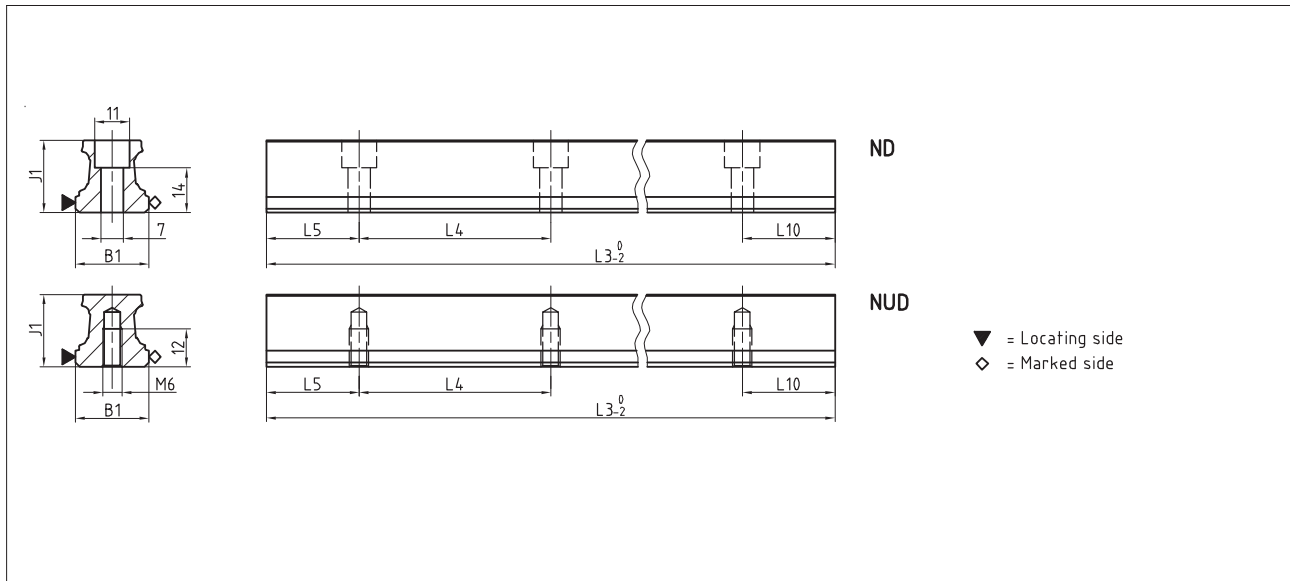 11
J1
14
7
B1
L5
L4
L10
L3 0 -2
ND
J1
12
M6
B1
L5
L4
L10
L3 0 -2
NUD
▼ = Locating side
◇ = Marked side